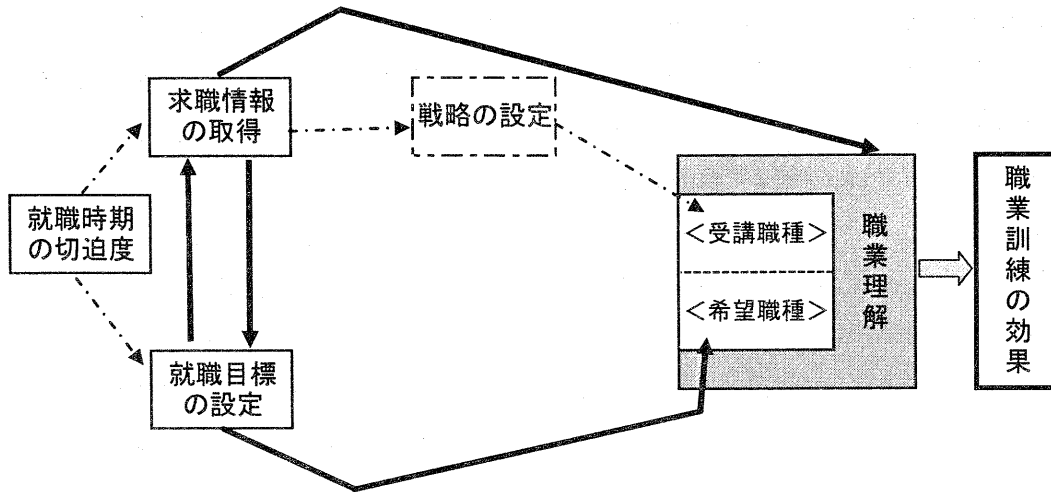 求職情報
の取得
戦略の設定
就職時期
の切迫度
就職目標
の設定
＜受講職種＞
＜希望職種＞
職業理解
職業訓練の効果